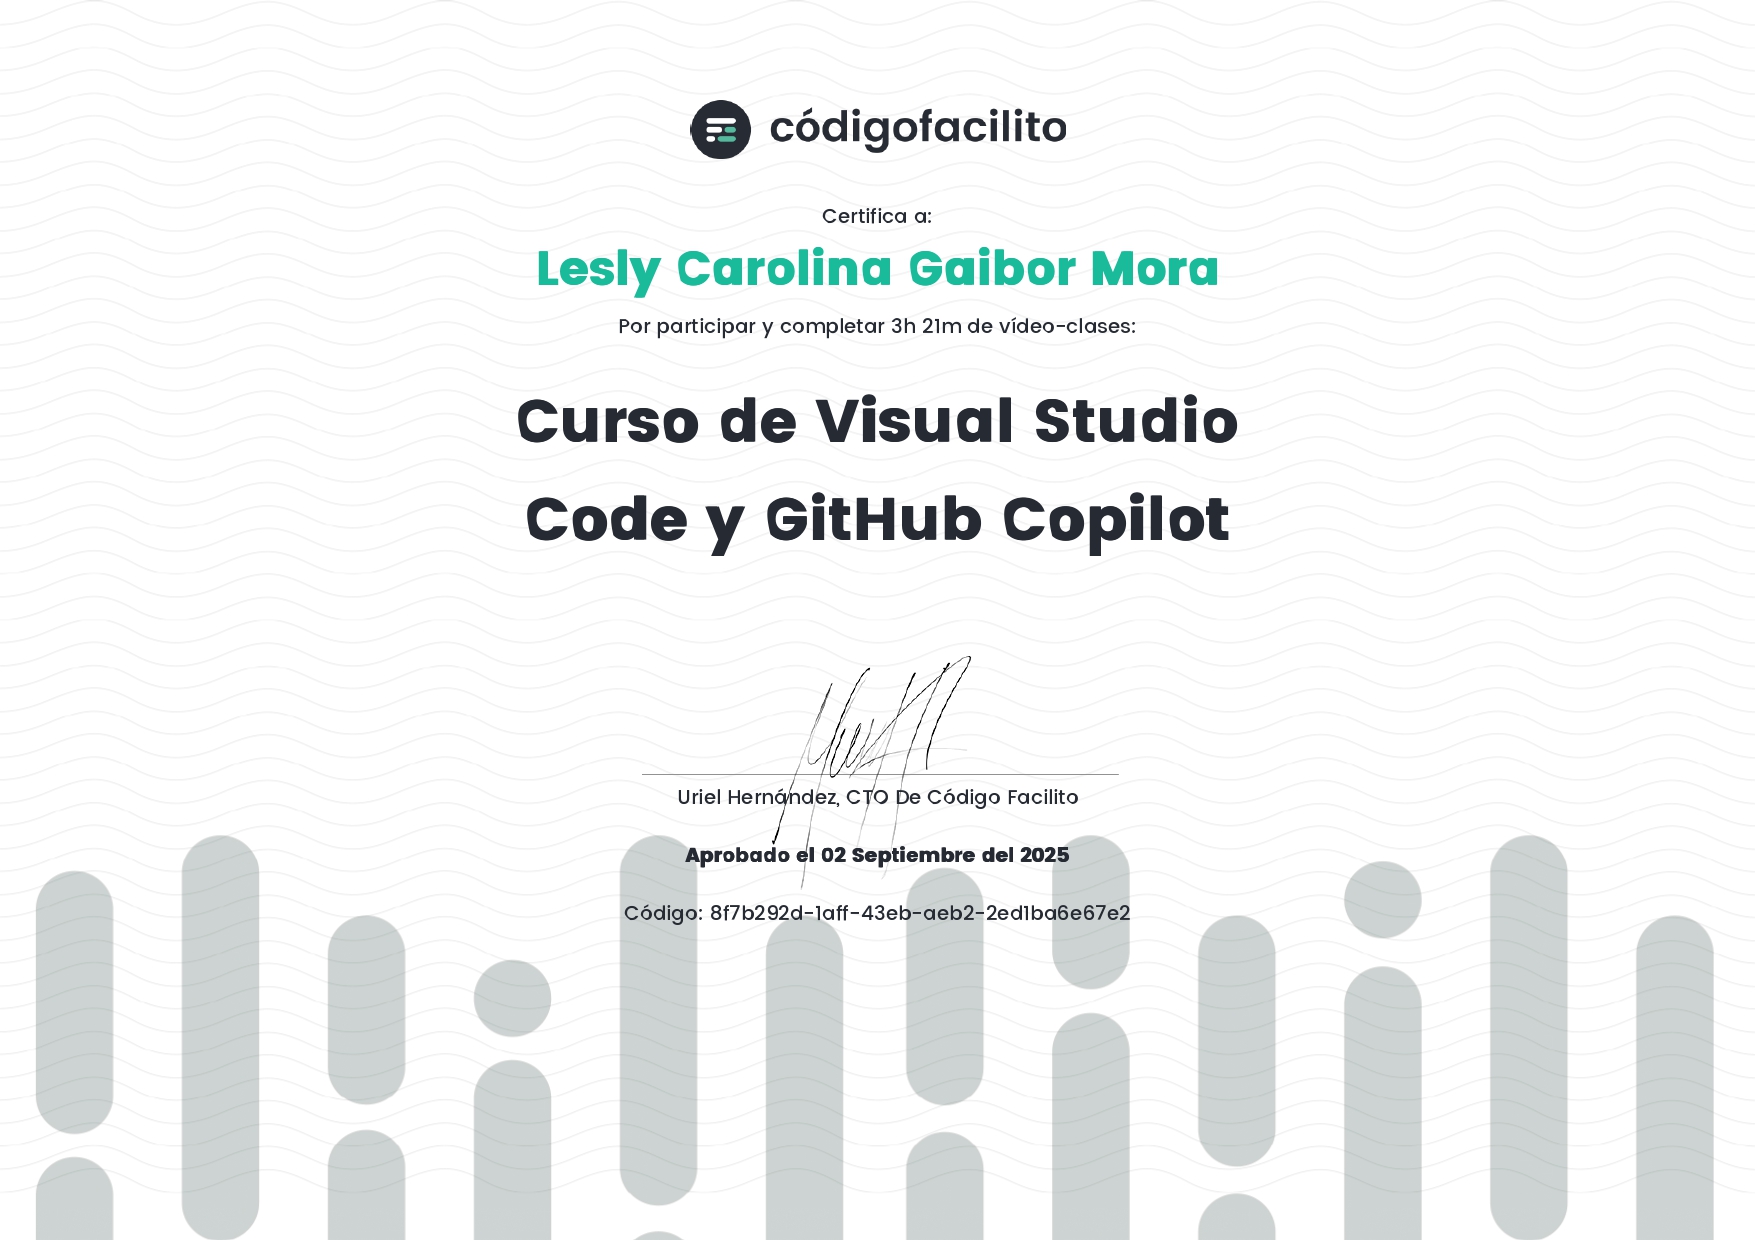 códigofacilito
Certifica a:
Lesly Carolina Gaibor Mora
Por participar y completar 3h 21m de vídeo-clases:
Curso de Visual Studio
Code y GitHub Copilot
Uriel Hernández, CTO De Código Facilito
Aprobado el 02 Septiembre del 2025
Código: 8f7b292d-1aff-43eb-aeb2-2ed1ba6e67e2